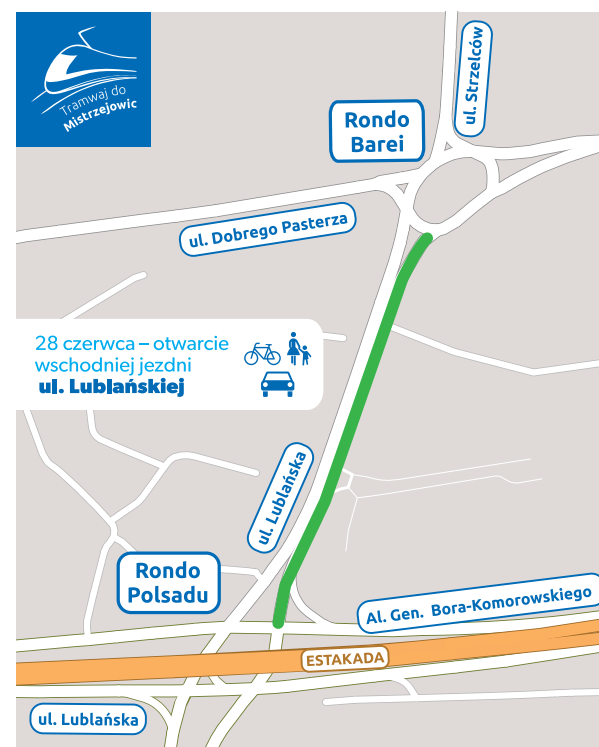 Tramwaj do
Mistrzejowic
ul. Strzelców
Rondo
Barei
ul. Dobrego Pasterza
28 czerwca – otwarcie
wschodniej jezdni
ul. Lublańskiej
ul. Lublańska
Rondo
Polsadu
Al. Gen. Bora-Komorowskiego
ESTAKADA
ul. Lublańska